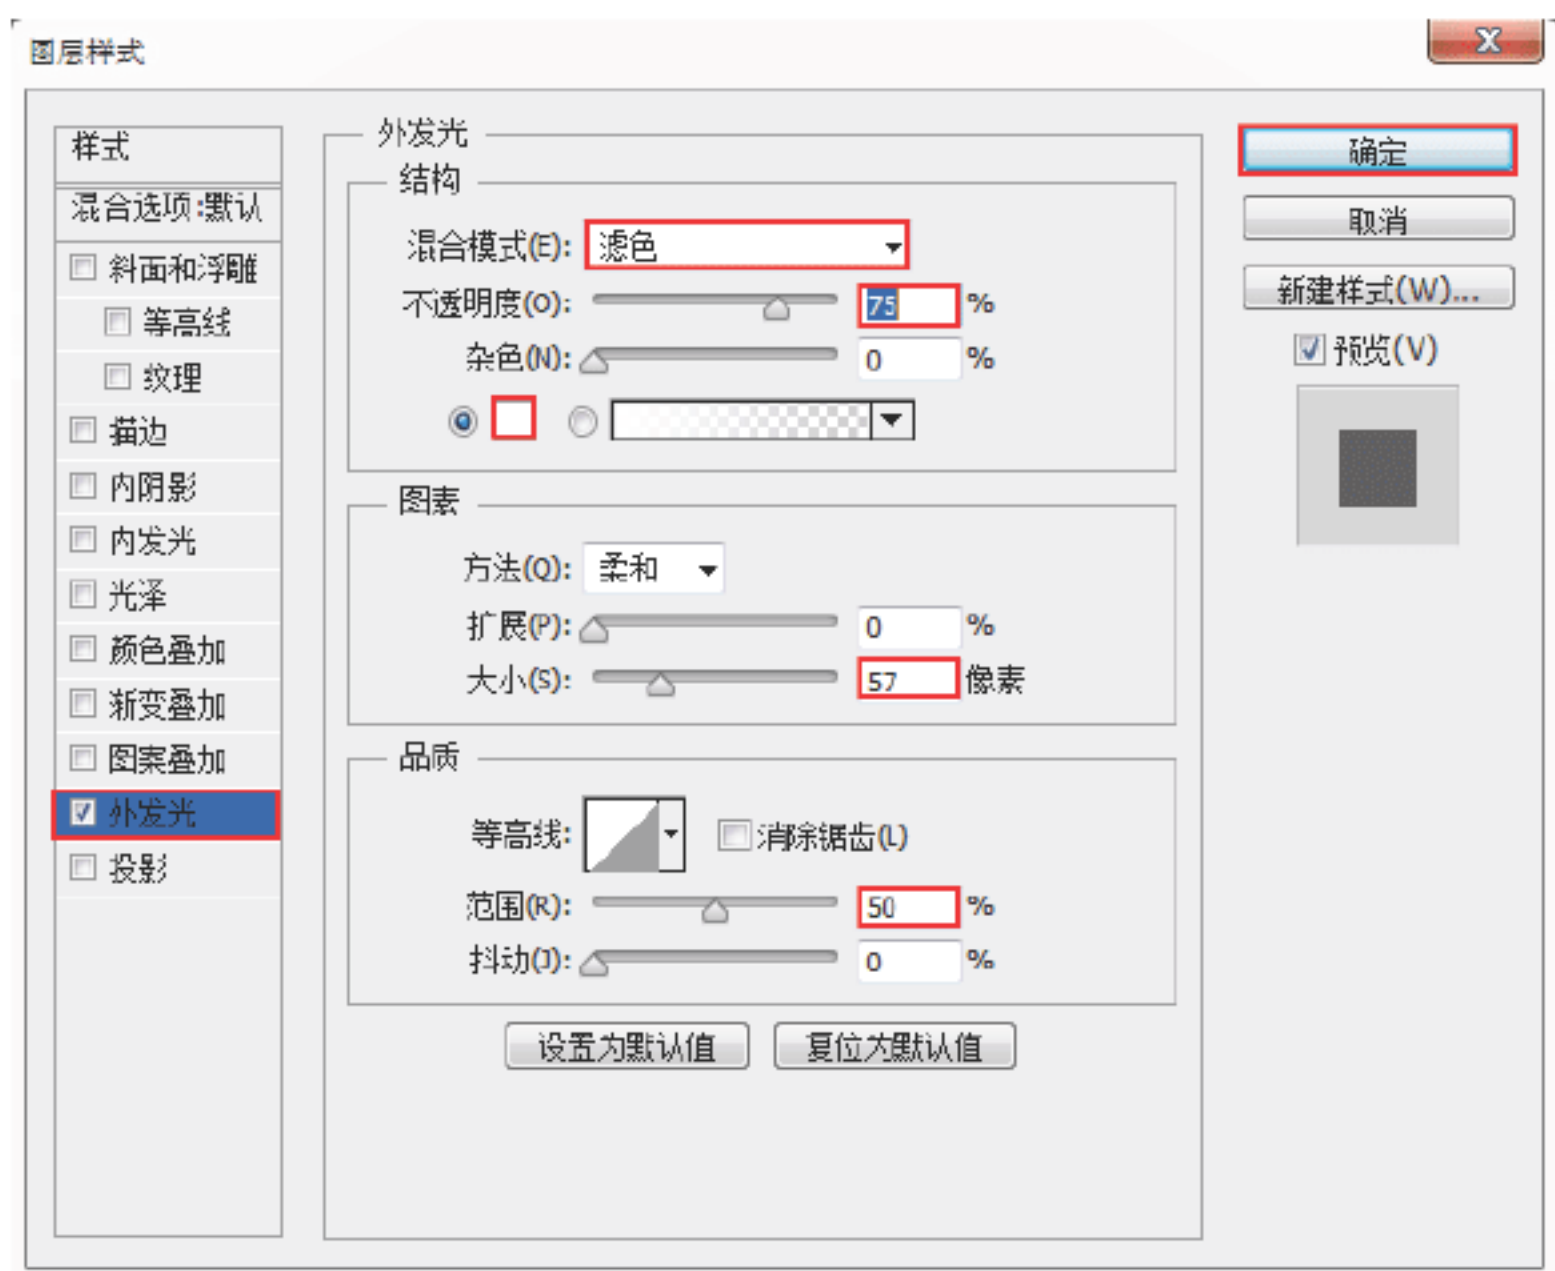 图层样式
样式
混合选项:默认
斜面和浮雕
等高线
纹理
描边
内阴影
内发光
光泽
颜色叠加
渐变叠加
图案叠加
外发光
投影
外发光
结构
混合模式(E): 滤色
不透明度(O): 75 %
杂色(N): 0 %
图素
方法(Q): 柔和
扩展(P): 0 %
大小(S): 57 像素
品质
等高线: 消除锯齿(L)
范围(R): 50 %
抖动(J): 0 %
设置为默认值 复位为默认值
确定
取消
新建样式(W)...
预览(V)